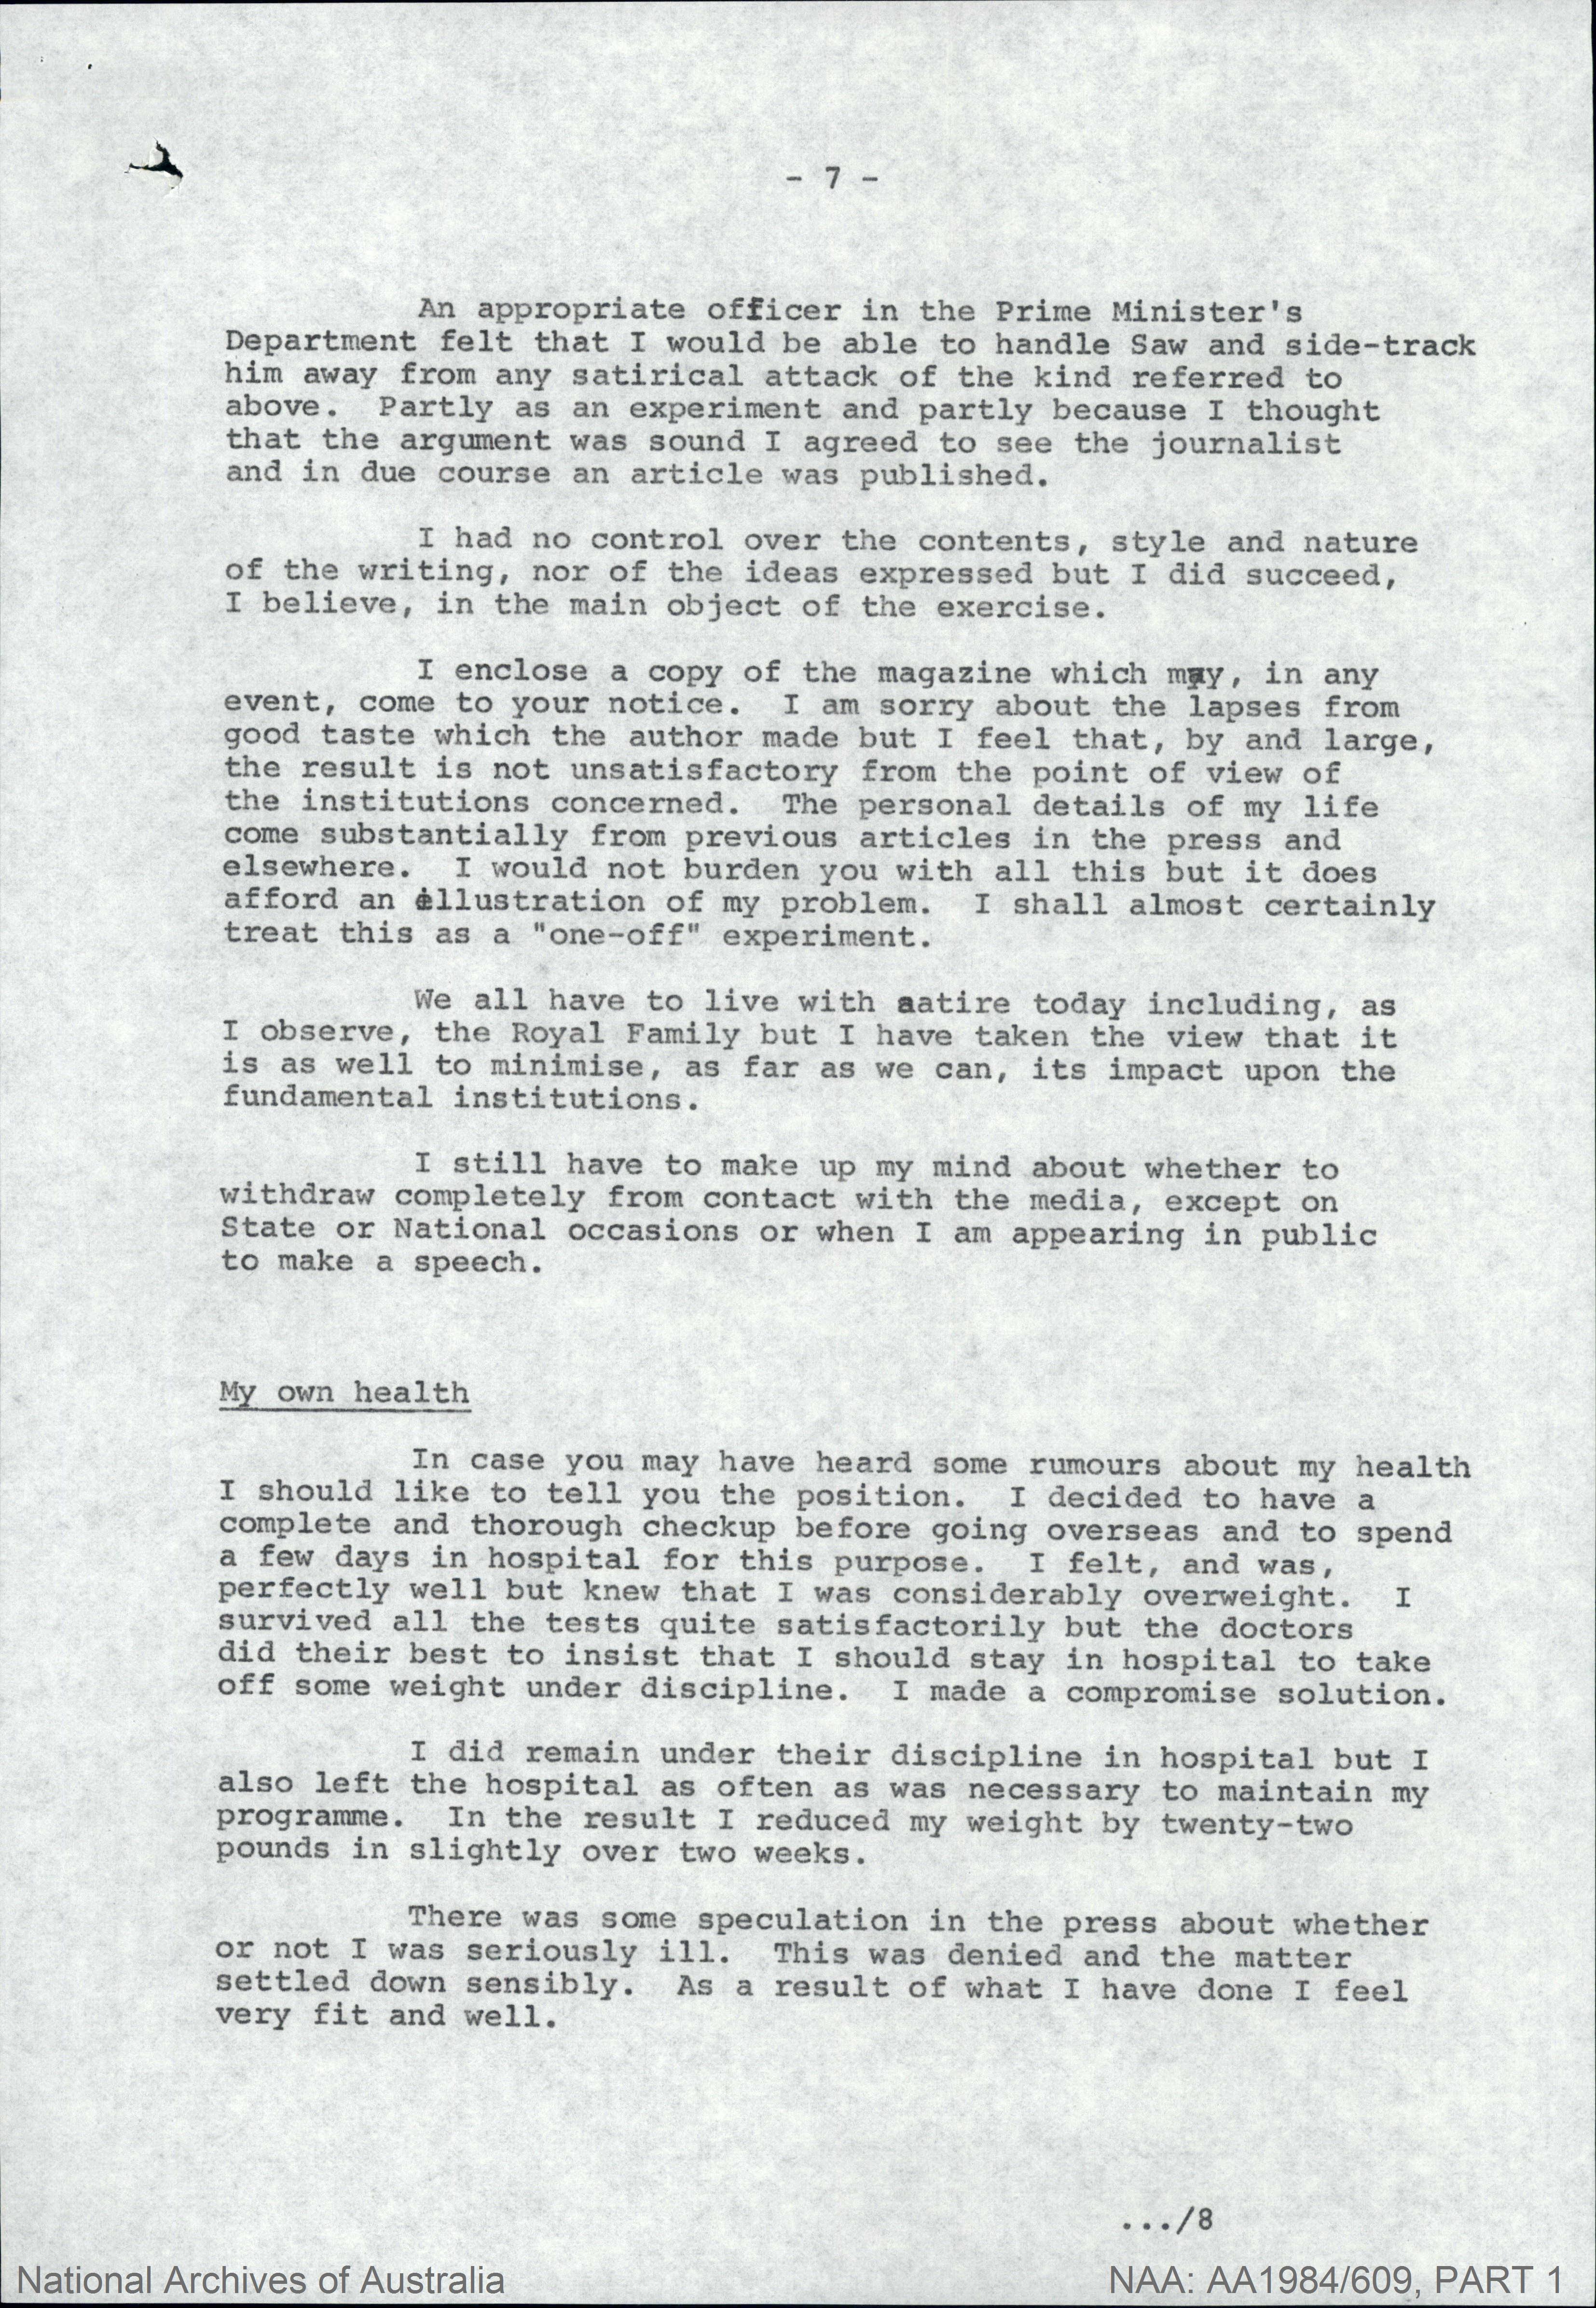 - 7 -
An appropriate officer in the Prime Minister's
Department felt that I would be able to handle Saw and side-track
him away from any satirical attack of the kind referred to
above. Partly as an experiment and partly because I thought
that the argument was sound I agreed to see the journalist
and in due course an article was published.
I had no control over the contents, style and nature
of the writing, nor of the ideas expressed but I did succeed,
I believe, in the main object of the exercise.
I enclose a copy of the magazine which may, in any
event, come to your notice. I am sorry about the lapses from
good taste which the author made but I feel that, by and large,
the result is not unsatisfactory from the point of view of
the institutions concerned. The personal details of my life
come substantially from previous articles in the press and
elsewhere. I would not burden you with all this but it does
afford an illustration of my problem. I shall almost certainly
treat this as a "one-off" experiment.
We all have to live with aatire today including, as
I observe, the Royal Family but I have taken the view that it
is as well to minimise, as far as we can, its impact upon the
fundamental institutions.
I still have to make up my mind about whether to
withdraw completely from contact with the media, except on
State or National occasions or when I am appearing in public
to make a speech.
My own health
In case you may have heard some rumours about my health
I should like to tell you the position. I decided to have a
complete and thorough checkup before going overseas and to spend
a few days in hospital for this purpose. I felt, and was,
perfectly well but knew that I was considerably overweight. I
survived all the tests quite satisfactorily but the doctors
did their best to insist that I should stay in hospital to take
off some weight under discipline. I made a compromise solution.
I did remain under their discipline in hospital but I
also left the hospital as often as was necessary to maintain my
programme. In the result I reduced my weight by twenty-two
pounds in slightly over two weeks.
There was some speculation in the press about whether
or not I was seriously ill. This was denied and the matter
settled down sensibly. As a result of what I have done I feel
very fit and well.
.../8
National Archives of Australia
NAA: AA1984/609, PART 1